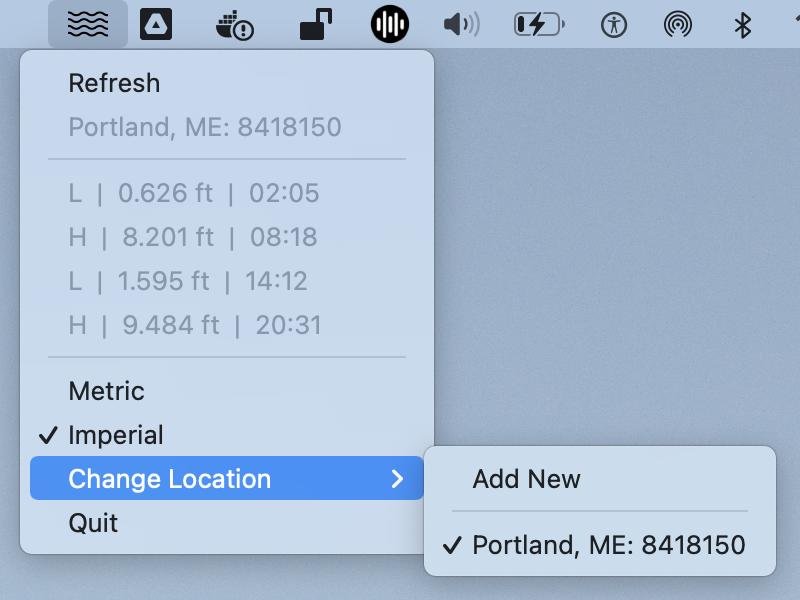 Refresh
Portland, ME: 8418150
L | 0.626 ft | 02:05
H | 8.201 ft | 08:18
L | 1.595 ft | 14:12
H | 9.484 ft | 20:31
Metric
✓ Imperial
Change Location >
Quit
Add New
✓ Portland, ME: 8418150